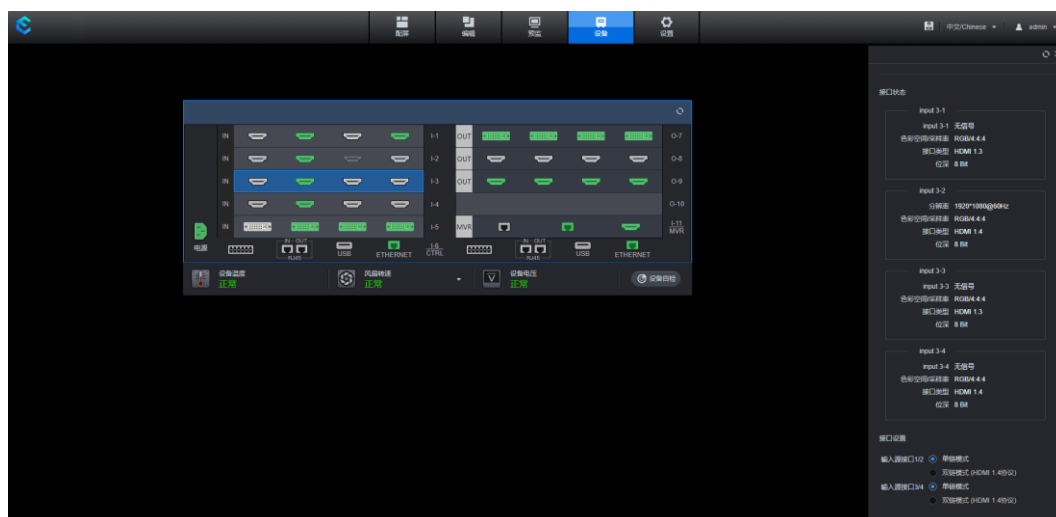 配屏 编辑 预监 设备 设置 中文/Chinese admin
接口状态
input 3-1
input 3-1 无信号
色彩空间/采样率 RGB/4:4:4
接口类型 HDMI 1.3
位深 8 Bit
input 3-2
分辨率 1920*1080@60Hz
色彩空间/采样率 RGB/4:4:4
接口类型 HDMI 1.4
位深 8 Bit
input 3-3
input 3-3 无信号
色彩空间/采样率 RGB/4:4:4
接口类型 HDMI 1.3
位深 8 Bit
input 3-4
input 3-4 无信号
色彩空间/采样率 RGB/4:4:4
接口类型 HDMI 1.4
位深 8 Bit
接口设置
输入源接口1/2 单链模式
双链模式 (HDMI 1.4协议)
输入源接口3/4 单链模式
双链模式 (HDMI 1.4协议)
IN I-1 OUT O-7
IN I-2 OUT O-8
IN I-3 OUT O-9
IN I-4 O-10
IN I-5 MVR I-11
MVR
电源 IN OUT RJ45 USB ETHERNET I-6 CTRL IN OUT RJ45 USB ETHERNET
设备温度 风扇转速 设备电压 设备自检
正常 正常 V 正常